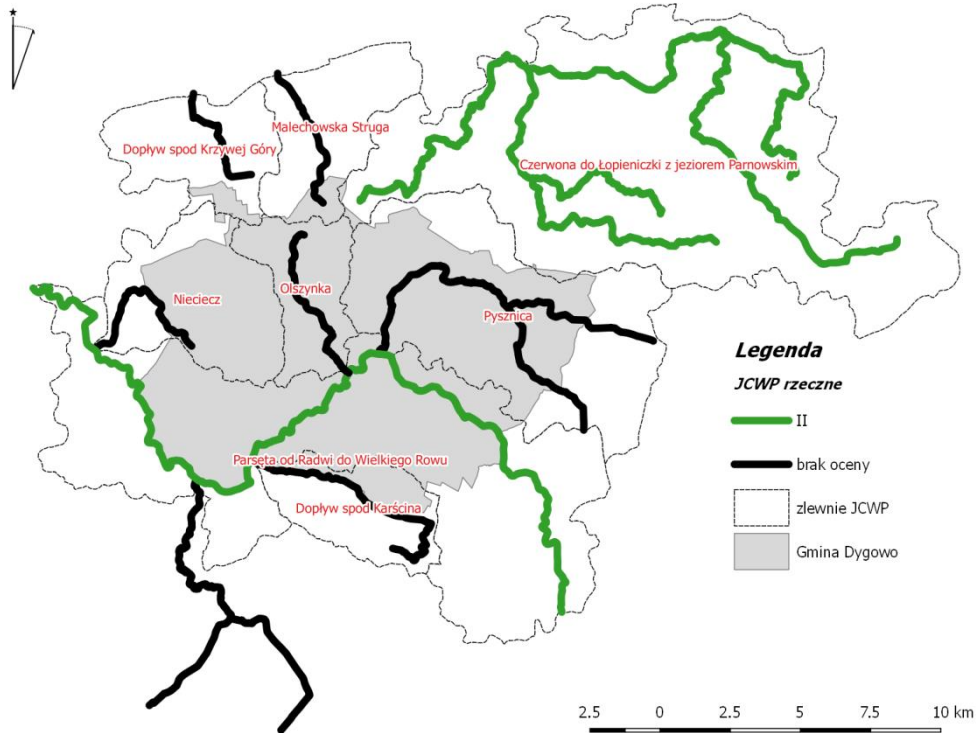 Malechowska Struga
Dopływ spod Krzywej Góry
Czerwona do Łopieniczki z jeziorem Parnowskim
Nieciecz
Olszynka
Pysznica
Parsęta od Radwi do Wielkiego Rowu
Dopływ spod Karścina
Legenda
JCWP rzeczne
II
brak oceny
zlewnie JCWP
Gmina Dygowo
2.5 0 2.5 5 7.5 10 km